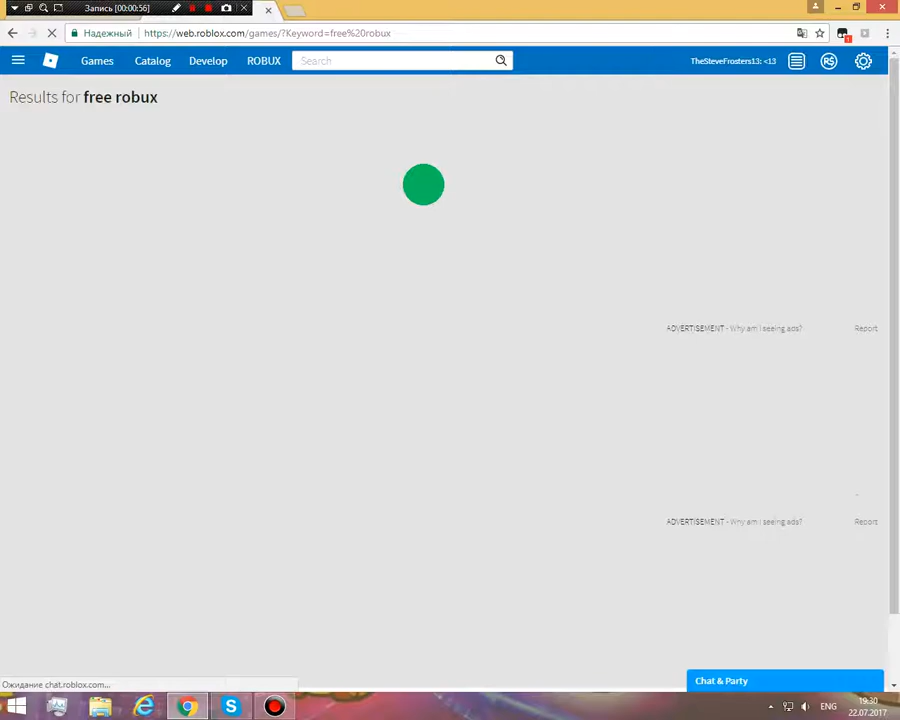 Запись [00:00:56]
Надежный
https://web.roblox.com/games/?Keyword=free%20robux
Games
Catalog
Develop
ROBUX
Search
TheSteveFrosters13: <13
R$
Results for free robux
ADVERTISEMENT - Why am I seeing ads?
Report
ADVERTISEMENT - Why am I seeing ads?
Report
Chat & Party
Ожидание chat.roblox.com...
ENG
19:30
22.07.2017